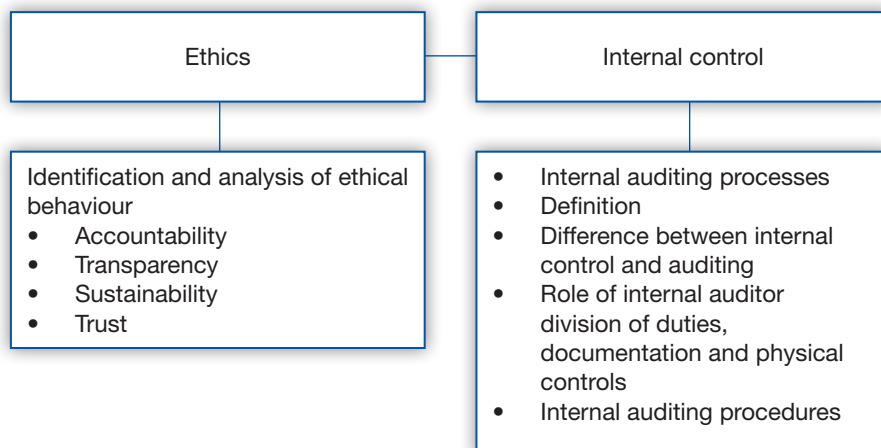 Ethics
Internal control
Identification and analysis of ethical
behaviour
• Accountability
• Transparency
• Sustainability
• Trust
• Internal auditing processes
• Definition
• Difference between internal
control and auditing
• Role of internal auditor
division of duties,
documentation and physical
controls
• Internal auditing procedures